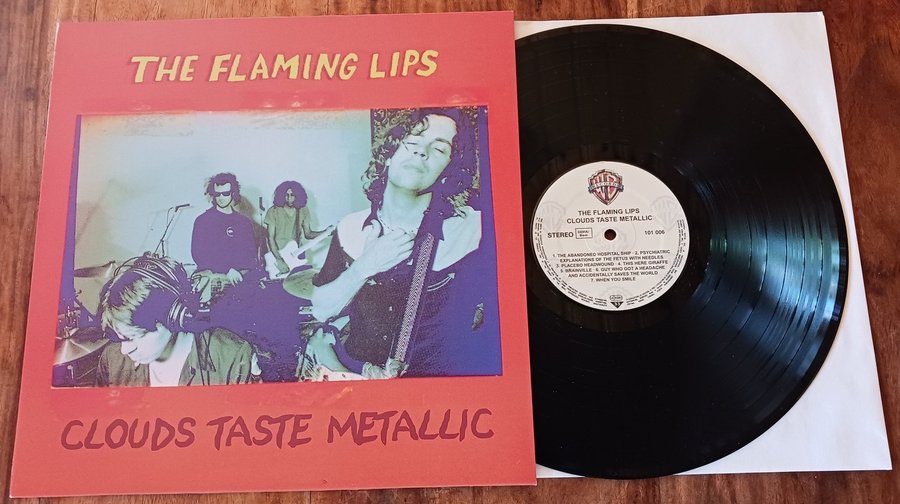 THE FLAMING LIPS
CLOUDS TASTE METALLIC
THE FLAMING LIPS
CLOUDS TASTE METALLIC
STEREO
GEMA/
Biem
101 006
1. THE ABANDONED HOSPITAL SHIP · 2. PSYCHIATRIC
EXPLANATIONS OF THE FETUS WITH NEEDLES
3. PLACEBO HEADWOUND · 4. THIS HERE GIRAFFE
5. BRAINVILLE · 6. GUY WHO GOT A HEADACHE
AND ACCIDENTALLY SAVES THE WORLD
7. WHEN YOU SMILE